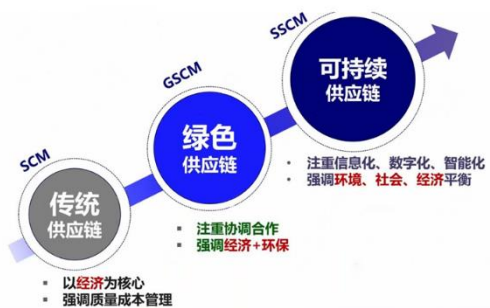 SSCM
可持续
供应链
GSCM
绿色
供应链
▪ 注重信息化、数字化、智能化
▪ 强调环境、社会、经济平衡
SCM
传统
供应链
▪ 注重协调合作
▪ 强调经济+环保
▪ 以经济为核心
▪ 强调质量成本管理